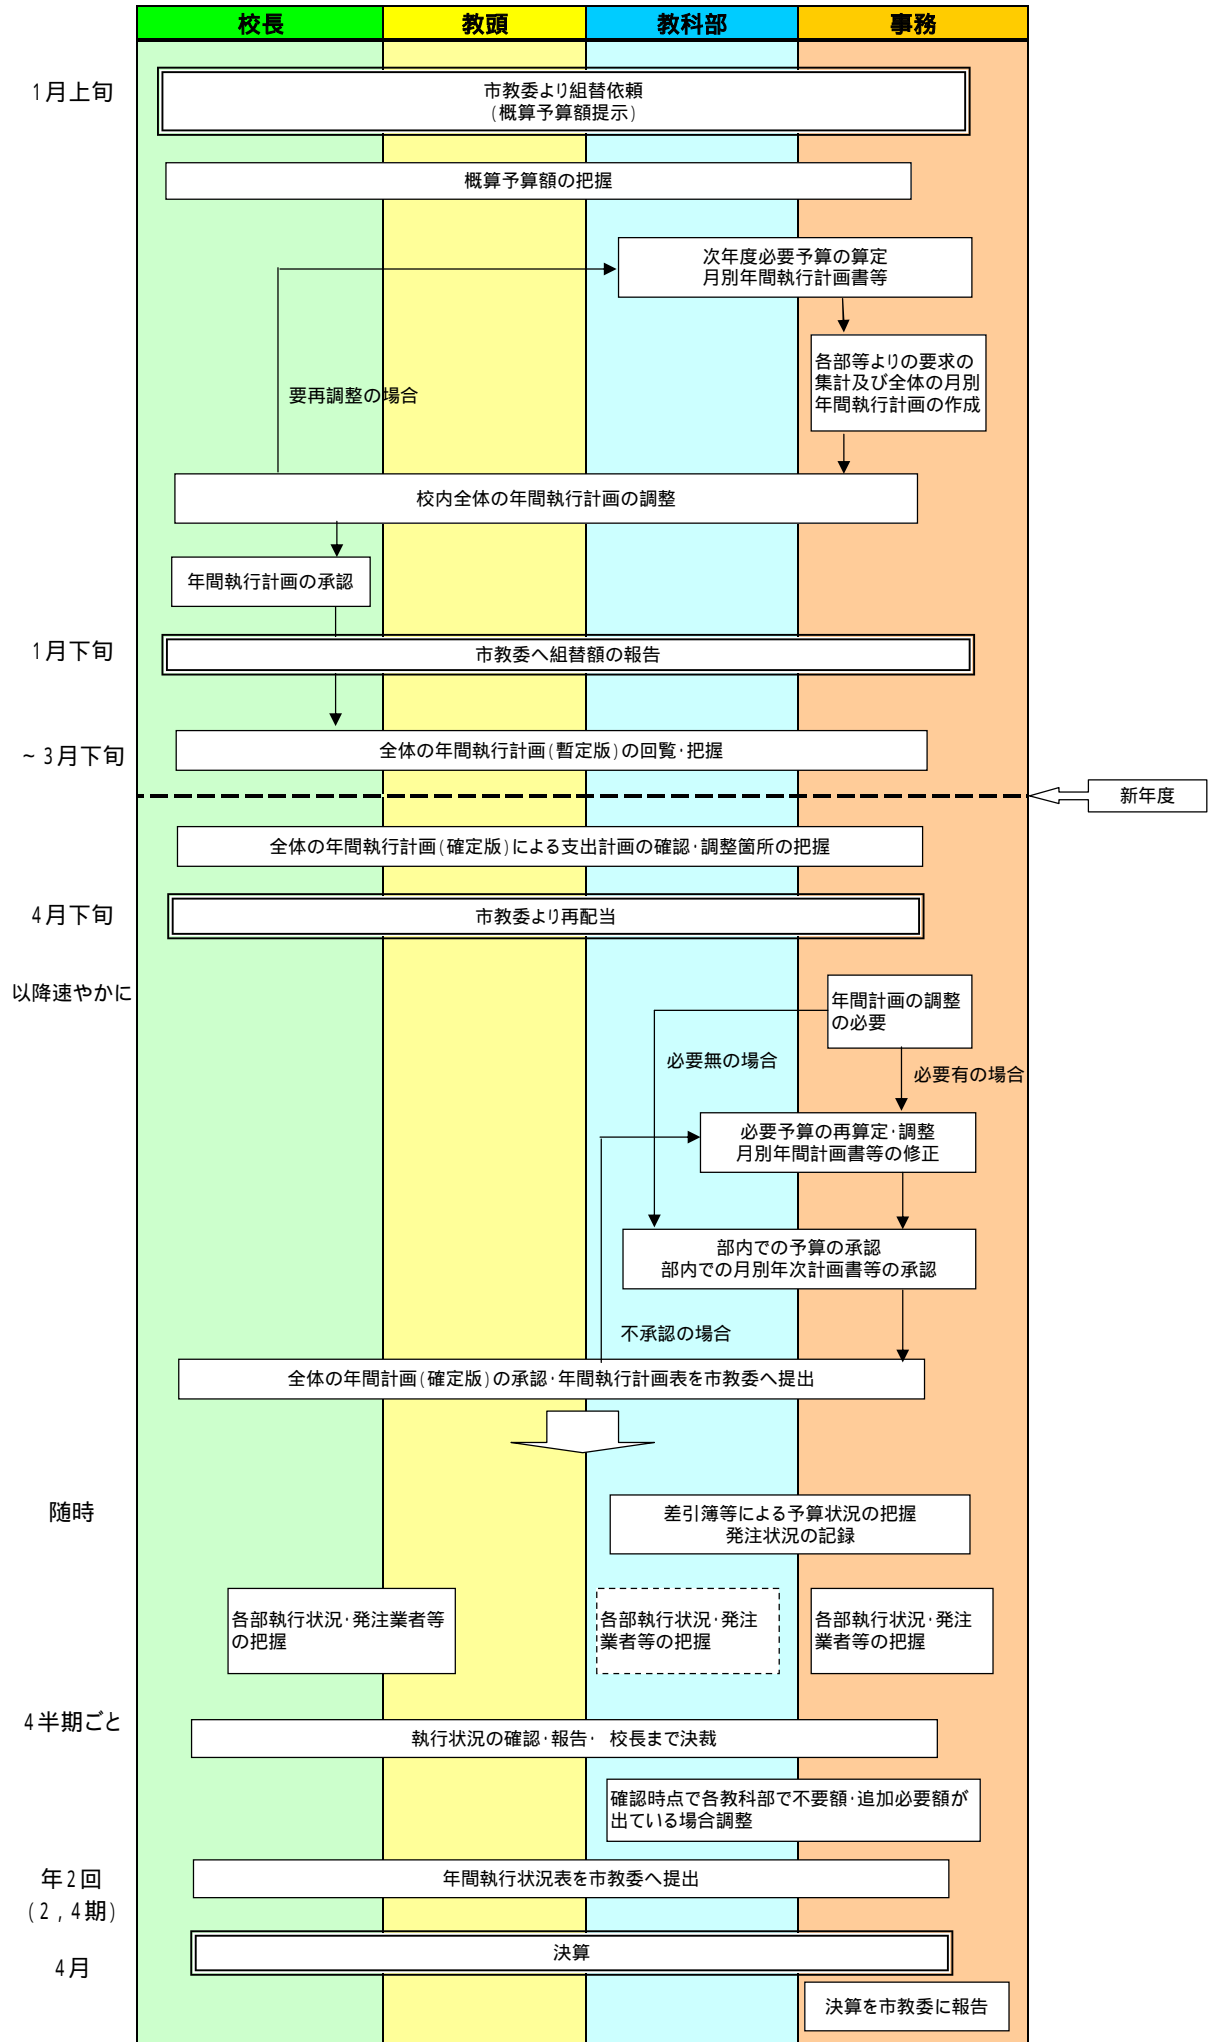 校長 教頭 教科部 事務
1月上旬
市教委より組替依頼
(概算予算額提示)
概算予算額の把握
次年度必要予算の算定
月別年間執行計画書等
各部等よりの要求の
集計及び全体の月別
年間執行計画の作成
要再調整の場合
校内全体の年間執行計画の調整
年間執行計画の承認
1月下旬
市教委へ組替額の報告
~3月下旬
全体の年間執行計画(暫定版)の回覧・把握
新年度
全体の年間執行計画(確定版)による支出計画の確認・調整箇所の把握
4月下旬
市教委より再配当
以降速やかに
年間計画の調整
の必要
必要無の場合
必要有の場合
必要予算の再算定・調整
月別年間計画書等の修正
部内での予算の承認
部内での月別年次計画書等の承認
不承認の場合
全体の年間計画(確定版)の承認・年間執行計画表を市教委へ提出
随時
差引簿等による予算状況の把握
発注状況の記録
各部執行状況・発注業者等
の把握
各部執行状況・発注
業者等の把握
各部執行状況・発注
業者等の把握
4半期ごと
執行状況の確認・報告・ 校長まで決裁
確認時点で各教科部で不要額・追加必要額が
出ている場合調整
年2回
(2,4期)
年間執行状況表を市教委へ提出
4月
決算
決算を市教委に報告